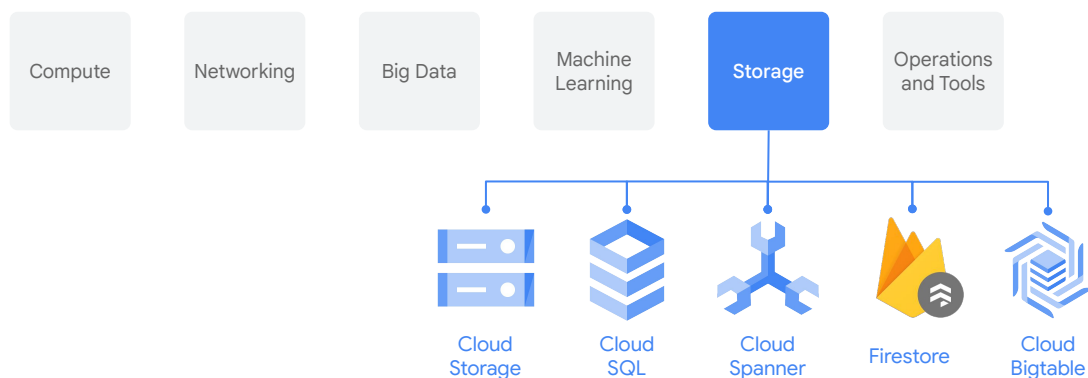 Compute
Networking
Big Data
Machine
Learning
Storage
Operations
and Tools
Cloud
Storage
Cloud
SQL
Cloud
Spanner
Firestore
Cloud
Bigtable